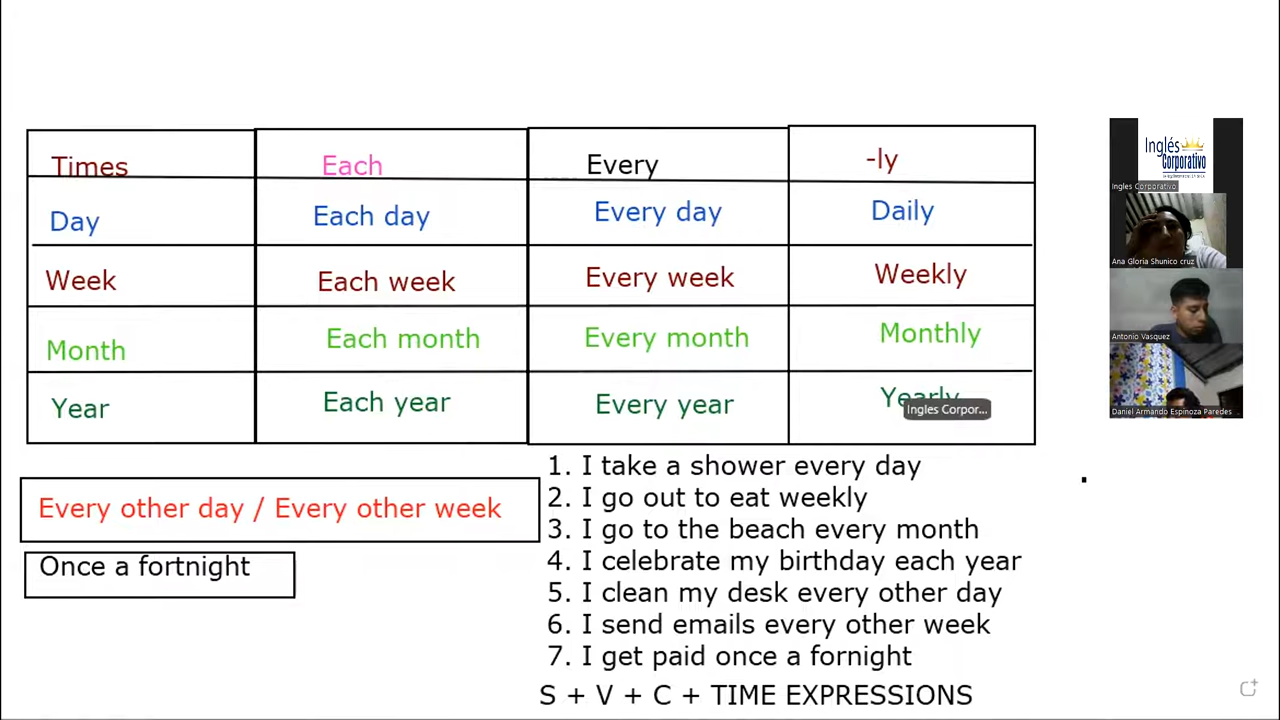 Times Each Every -ly
Day Each day Every day Daily
Week Each week Every week Weekly
Month Each month Every month Monthly
Year Each year Every year Yearly
Ingles Corpor...
Every other day / Every other week
Once a fortnight
1. I take a shower every day
2. I go out to eat weekly
3. I go to the beach every month
4. I celebrate my birthday each year
5. I clean my desk every other day
6. I send emails every other week
7. I get paid once a fornight
S + V + C + TIME EXPRESSIONS
Inglés
Corporativo
Ingles Corporativo
Ana Gloria Shunico cruz
Antonio Vasquez
Daniel Armando Espinoza Paredes